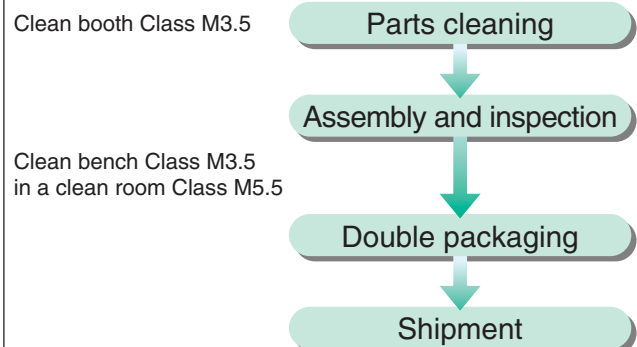 Clean booth Class M3.5
Parts cleaning
Assembly and inspection
Clean bench Class M3.5
in a clean room Class M5.5
Double packaging
Shipment